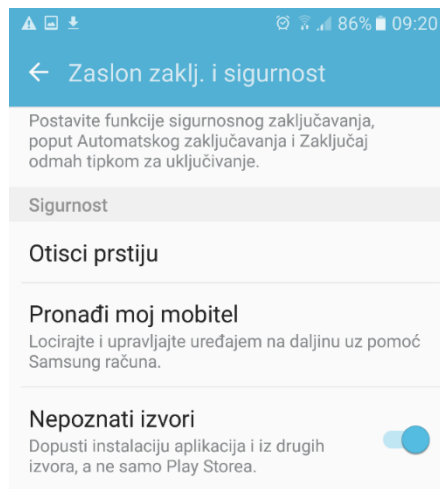 86% 09:20
Zaslon zaklj. i sigurnost
Postavite funkcije sigurnosnog zaključavanja,
poput Automatskog zaključavanja i Zaključaj
odmah tipkom za uključivanje.
Sigurnost
Otisci prstiju
Pronađi moj mobitel
Locirajte i upravljajte uređajem na daljinu uz pomoć
Samsung računa.
Nepoznati izvori
Dopusti instalaciju aplikacija i iz drugih
izvora, a ne samo Play Storea.